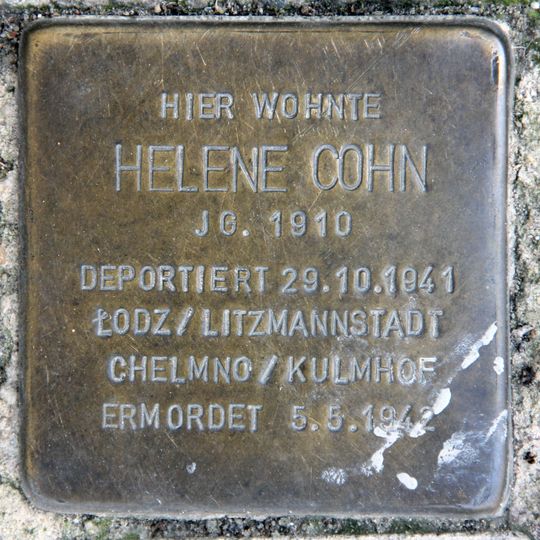 HIER WOHNTE
HELENE COHN
JG. 1910
DEPORTIERT 29.10.1941
ŁODZ/LITZMANNSTADT
CHELMNO/KULMHOF
ERMORDET 5.5.1942